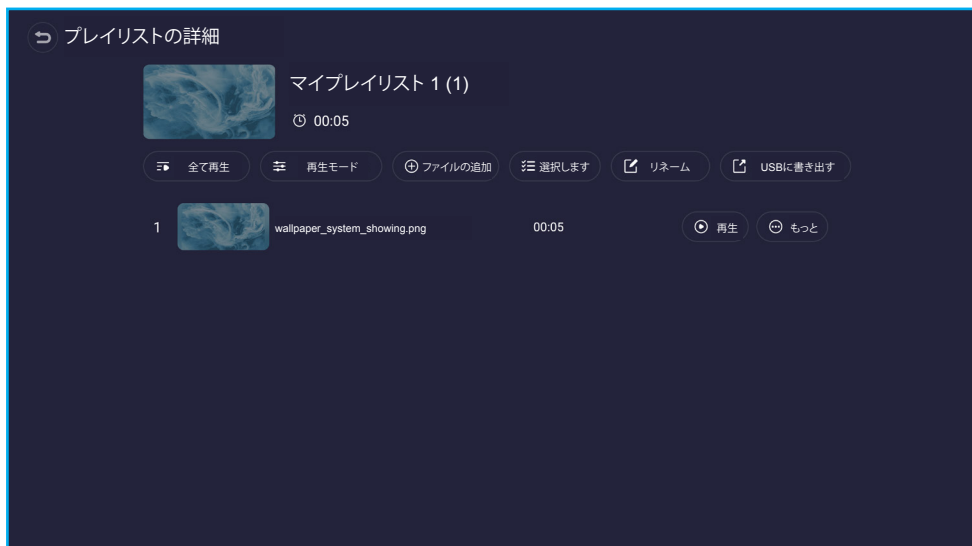 プレイリストの詳細
マイプレイリスト 1 (1)
00:05
全て再生 再生モード ファイルの追加 選択します リネーム USBに書き出す
1 wallpaper_system_showing.png 00:05 再生 もっと